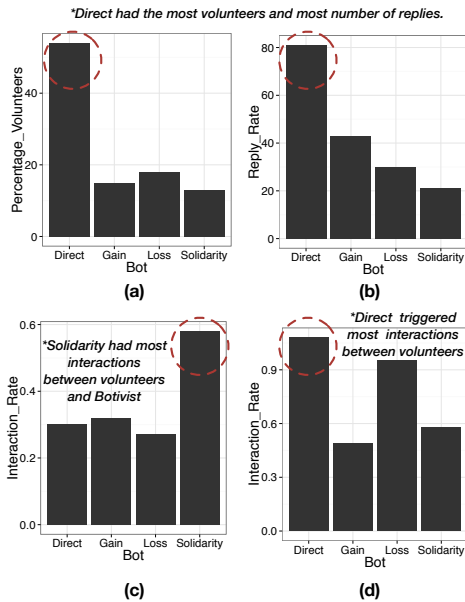 *Direct had the most volunteers and most number of replies.
Percentage_Volunteers
40
20
0
Direct Gain Loss Solidarity
Bot
(a)
Reply_Rate
80
60
40
20
0
Direct Gain Loss Solidarity
Bot
(b)
*Solidarity had most
interactions
between volunteers
and Botivist
Interaction_Rate
0.6
0.4
0.2
0.0
Direct Gain Loss Solidarity
Bot
(c)
*Direct triggered
most interactions
between volunteers
Interaction_Rate
0.9
0.6
0.3
0.0
Direct Gain Loss Solidarity
Bot
(d)